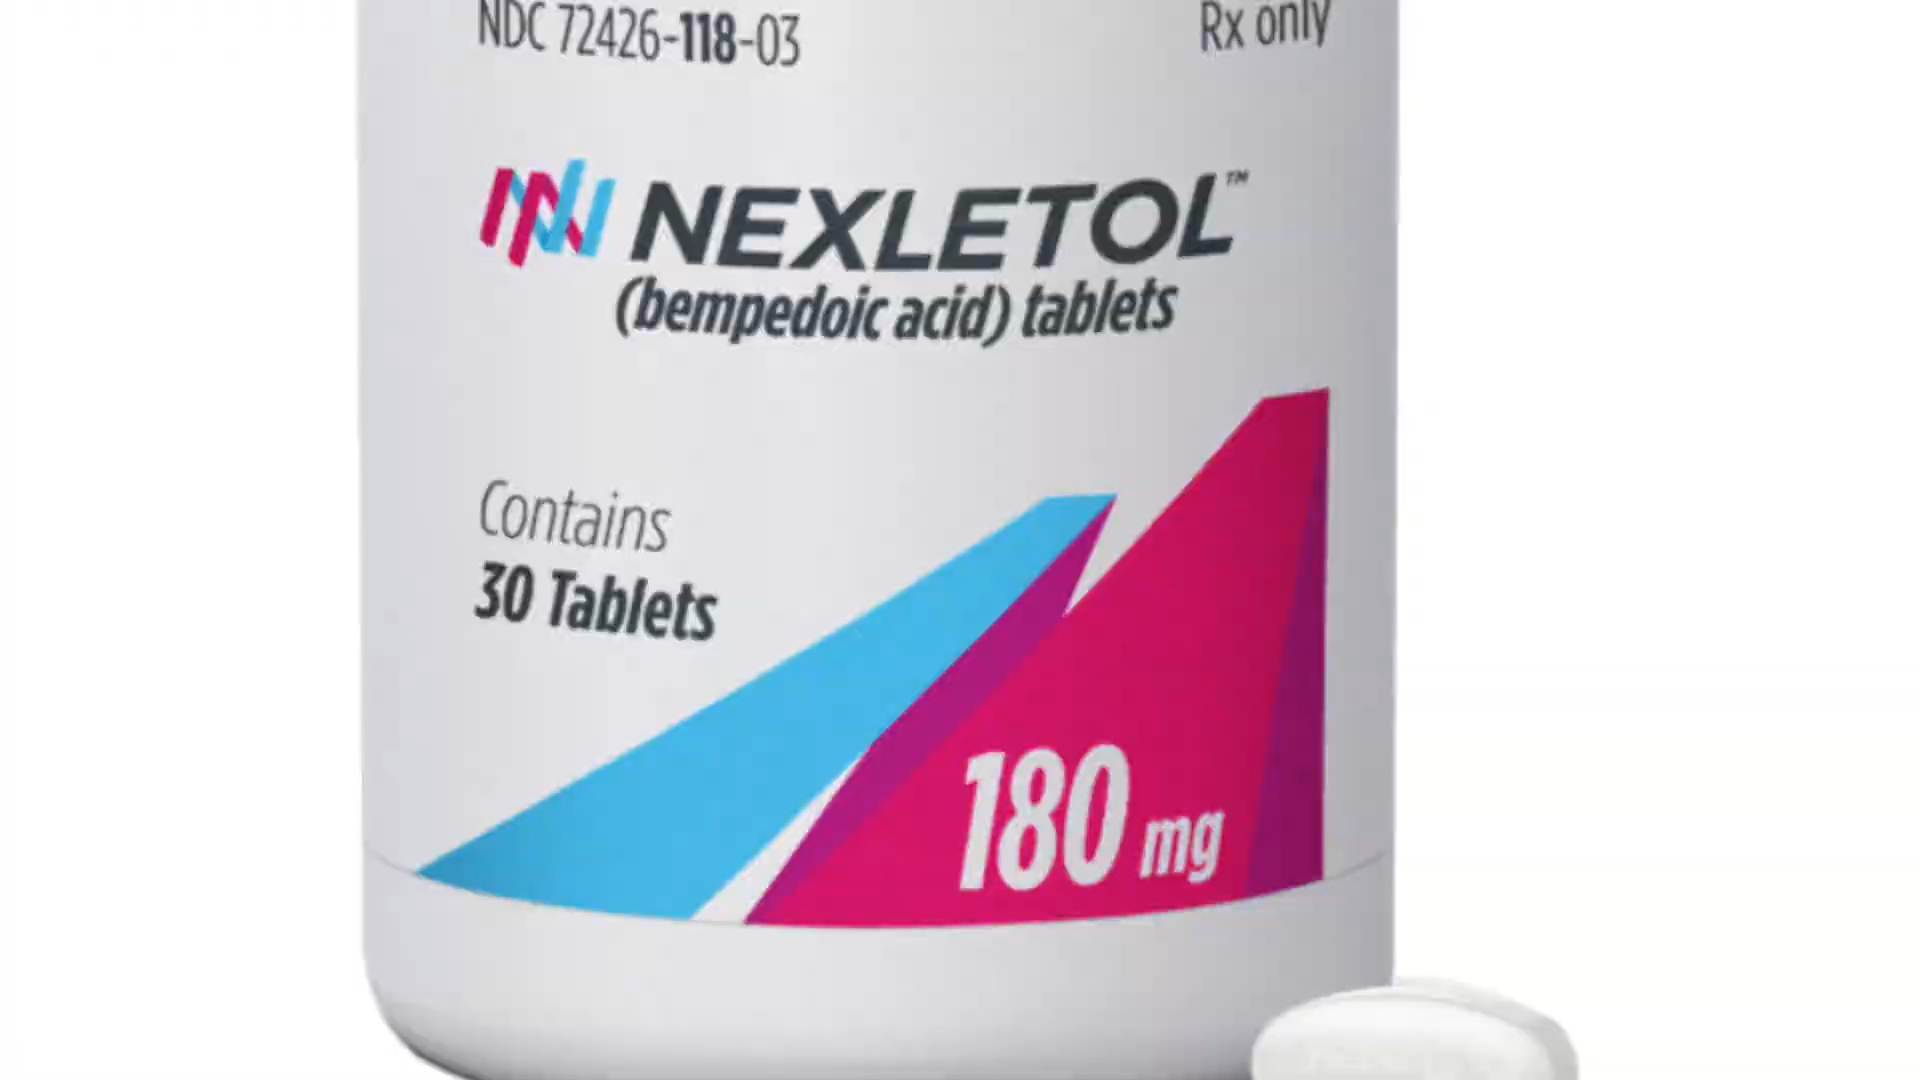 NDC 72426-118-03
Rx only
NEXLETOL™
(bempedoic acid) tablets
Contains
30 Tablets
180 mg